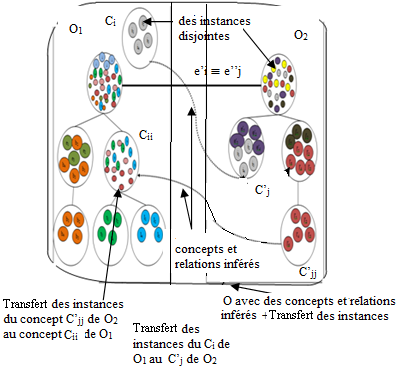 O1
Ci
des instances
disjointes
O2
e'i ≡ e''j
Cii
C'j
concepts et
relations inférés
C'jj
Transfert des instances
du concept C'jj de O2
au concept Cii de O1
Transfert des
instances du Ci de
O1 au C'j de O2
O avec des concepts et relations
inférés +Transfert des instances